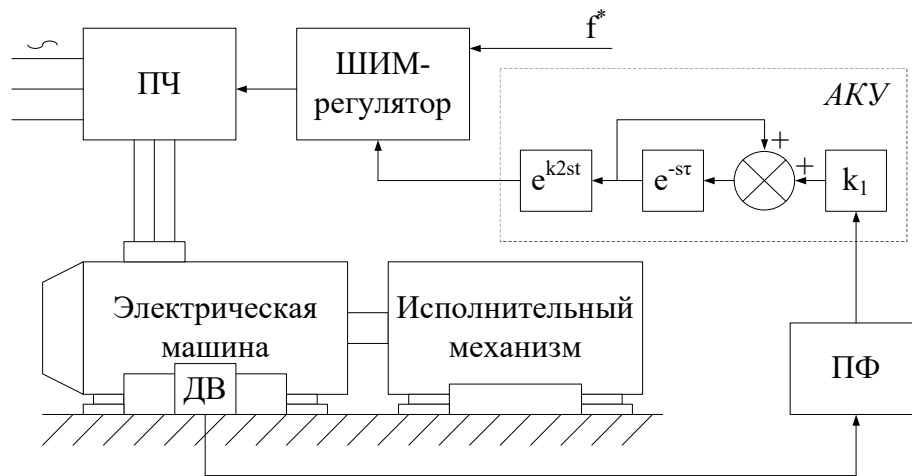 f*
ПЧ
ШИМ-
регулятор
АКУ
+
+
e^k2st
e^-sτ
k₁
Электрическая
машина
Исполнительный
механизм
ДВ
ПФ